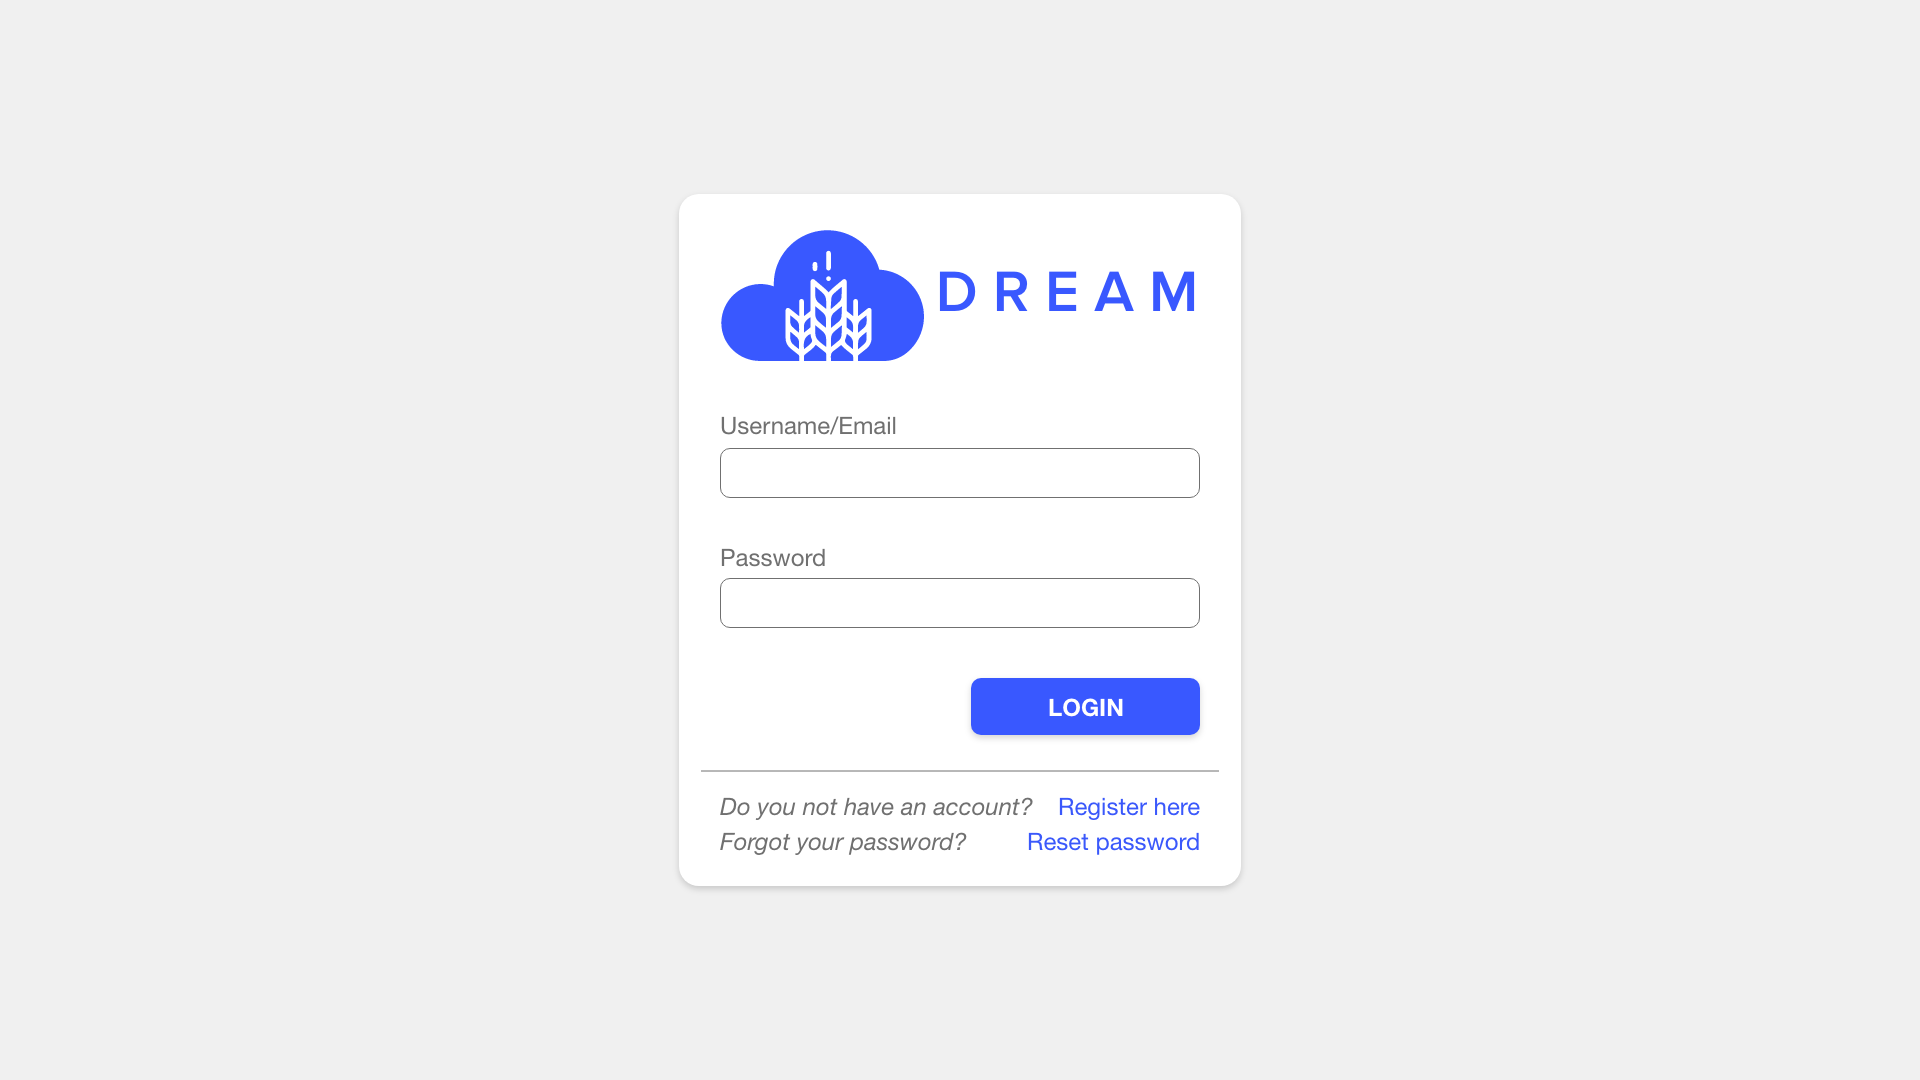 DREAM
Username/Email
Password
LOGIN
Do you not have an account? Register here
Forgot your password? Reset password